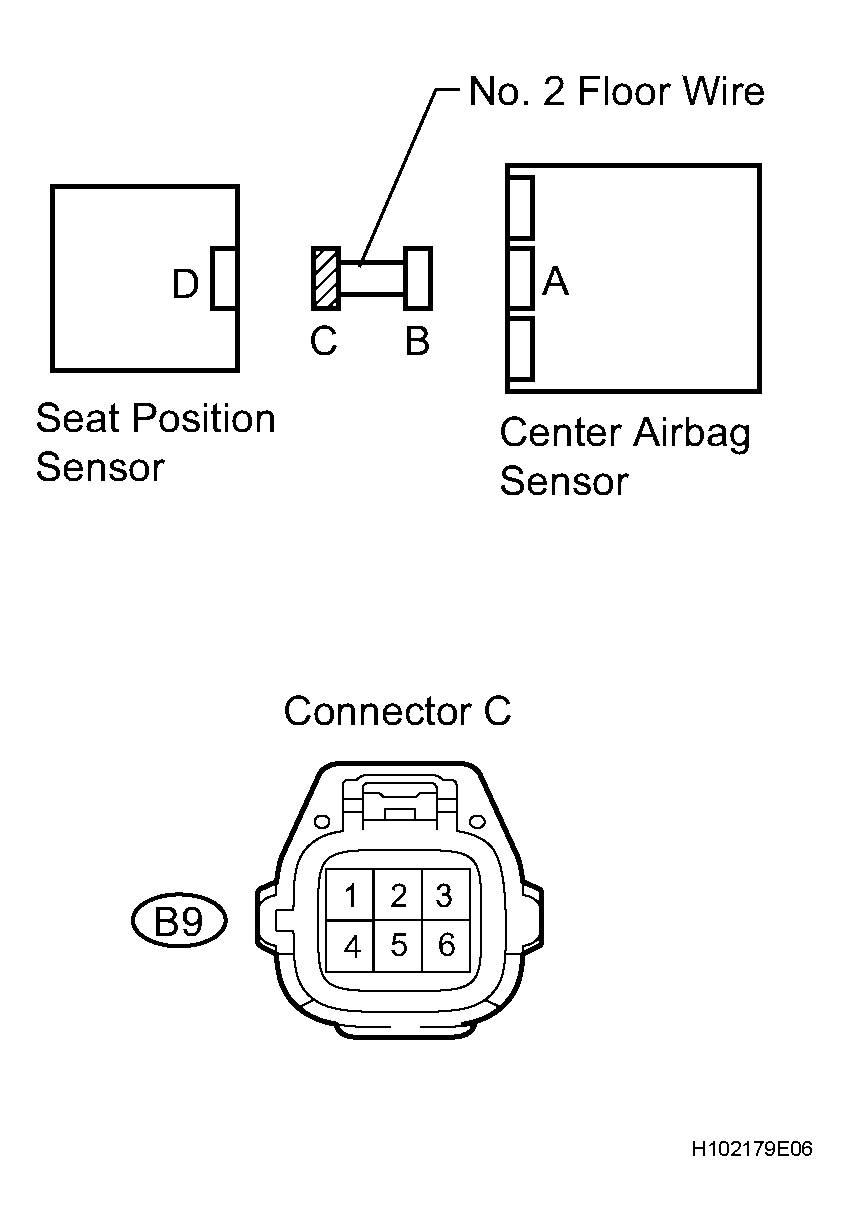 No. 2 Floor Wire
D
A
C
B
Seat Position
Sensor
Center Airbag
Sensor
Connector C
B9
1 2 3
4 5 6
H102179E06